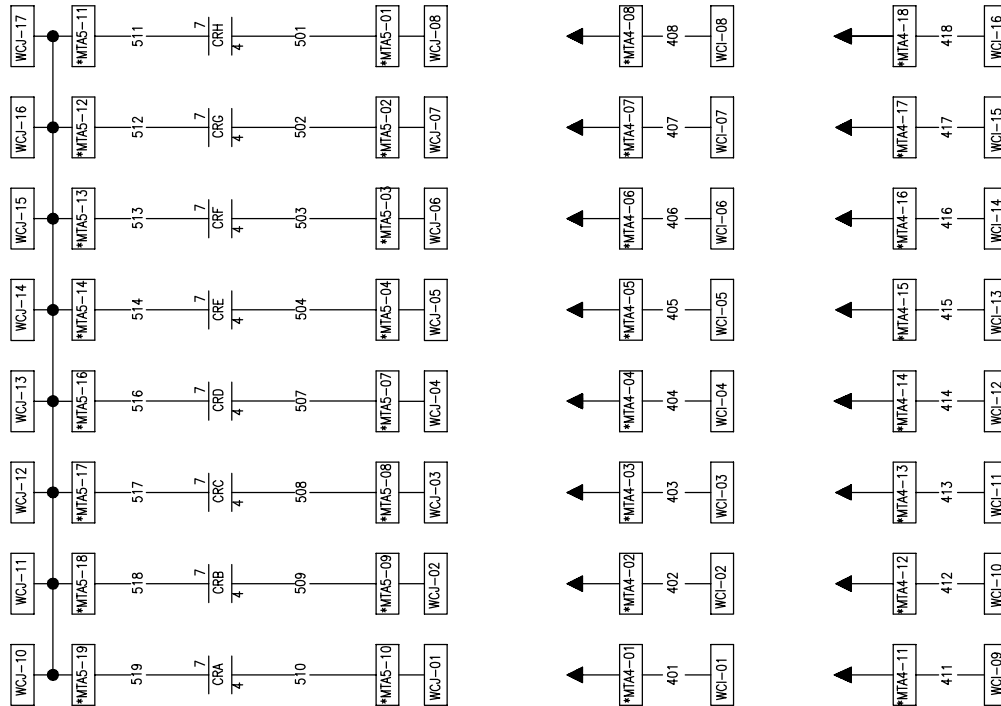 WCJ-10 WCJ-11 WCJ-12 WCJ-13 WCJ-14 WCJ-15 WCJ-16 WCJ-17
*MTA5-19 *MTA5-18 *MTA5-17 *MTA5-16 *MTA5-14 *MTA5-13 *MTA5-12 *MTA5-11
519 518 517 516 514 513 512 511
7 7 7 7 7 7 7 7
CRA CRB CRC CRD CRE CRF CRG CRH
4 4 4 4 4 4 4 4
510 509 508 507 504 503 502 501
*MTA5-10 *MTA5-09 *MTA5-08 *MTA5-07 *MTA5-04 *MTA5-03 *MTA5-02 *MTA5-01
WCJ-01 WCJ-02 WCJ-03 WCJ-04 WCJ-05 WCJ-06 WCJ-07 WCJ-08
*MTA4-01 *MTA4-02 *MTA4-03 *MTA4-04 *MTA4-05 *MTA4-06 *MTA4-07 *MTA4-08
401 402 403 404 405 406 407 408
WCI-01 WCI-02 WCI-03 WCI-04 WCI-05 WCI-06 WCI-07 WCI-08
*MTA4-11 *MTA4-12 *MTA4-13 *MTA4-14 *MTA4-15 *MTA4-16 *MTA4-17 *MTA4-18
411 412 413 414 415 416 417 418
WCI-09 WCI-10 WCI-11 WCI-12 WCI-13 WCI-14 WCI-15 WCI-16